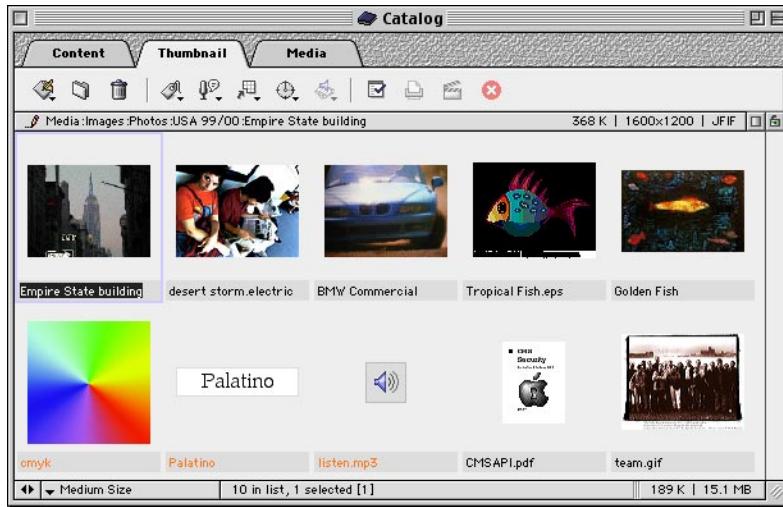 Catalog
Content Thumbnail Media
Media:Images:Photos:USA 99/00:Empire State building 368 K | 1600x1200 | JFIF
Empire State building desert storm.electric BMW Commercial Tropical Fish.eps Golden Fish
Palatino
Security
cmyk Palatino listen.mp3 CMSAPI.pdf team.gif
Medium Size 10 in list, 1 selected [1] 189 K | 15.1 MB